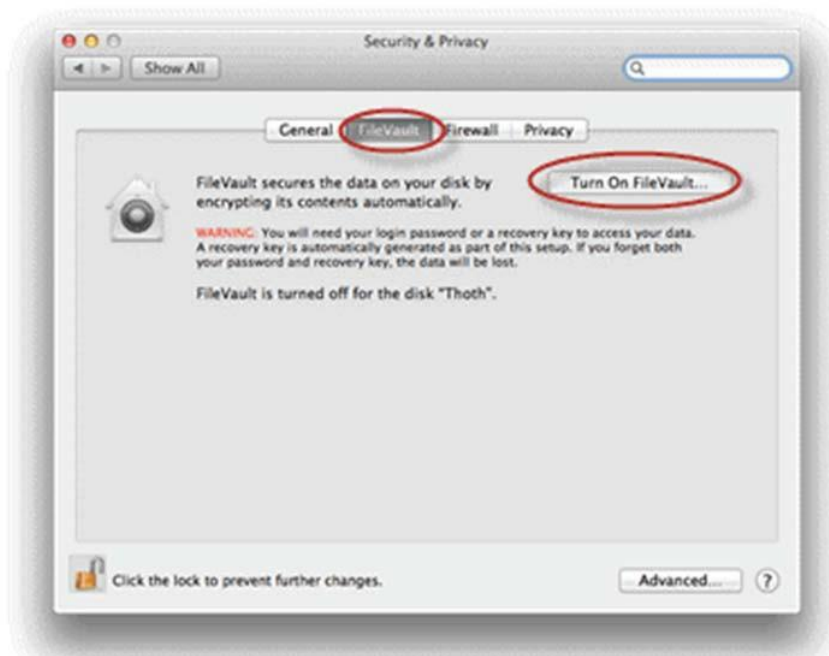 Security & Privacy
Show All
General FileVault Firewall Privacy
FileVault secures the data on your disk by
encrypting its contents automatically.
Turn On FileVault...
WARNING: You will need your login password or a recovery key to access your data.
A recovery key is automatically generated as part of this setup. If you forget both
your password and recovery key, the data will be lost.
FileVault is turned off for the disk "Thoth".
Click the lock to prevent further changes.
Advanced...
?